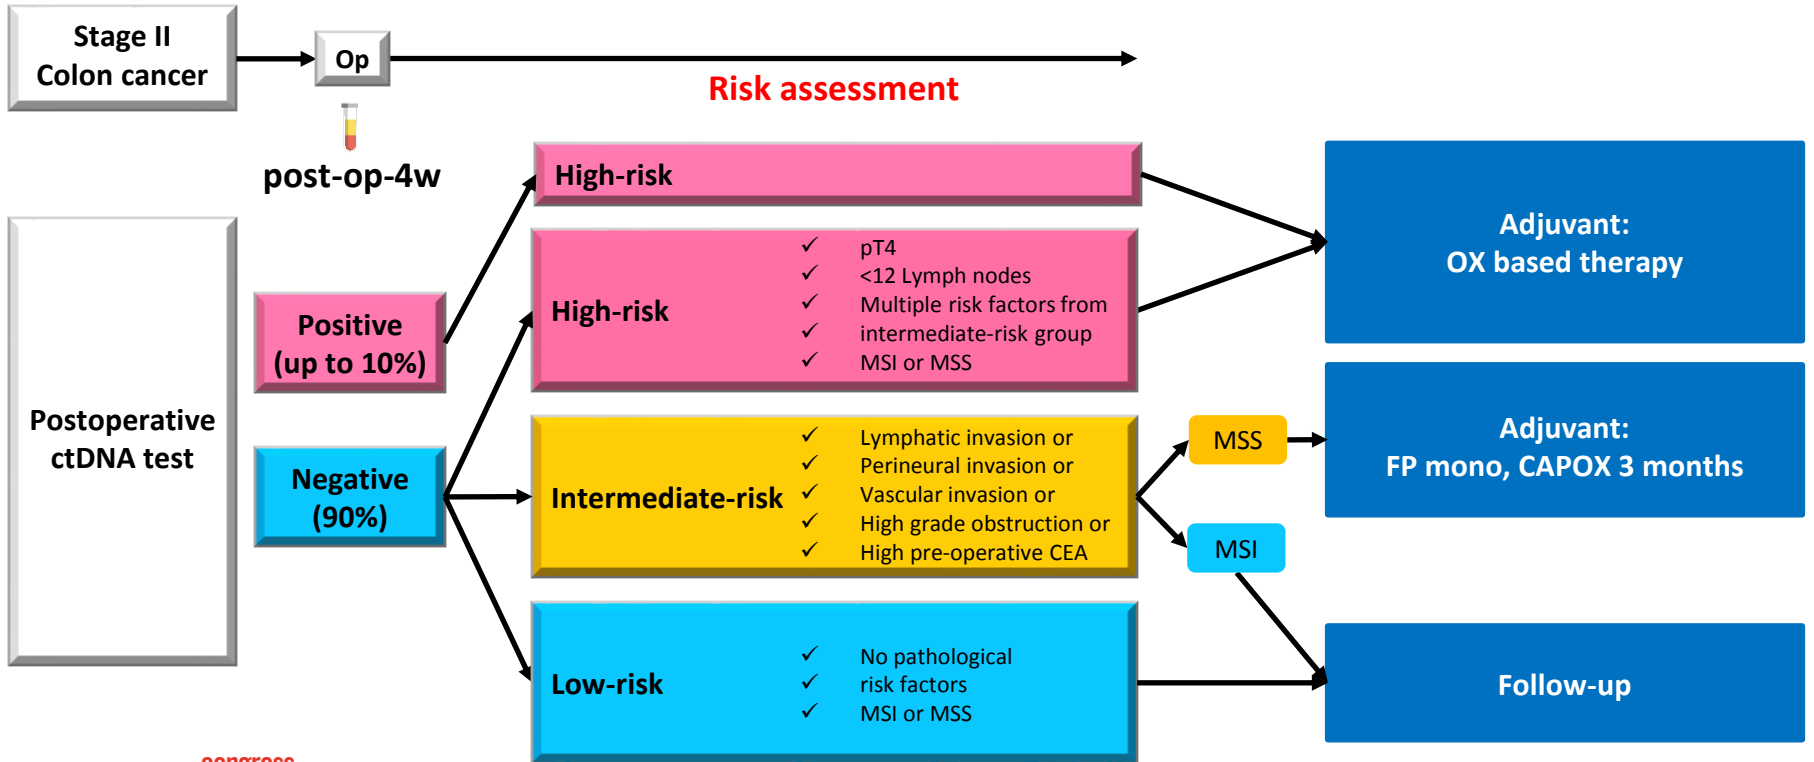 Stage II
Colon cancer
Op
Risk assessment
post-op-4w
Postoperative
ctDNA test
Positive
(up to 10%)
Negative
(90%)
High-risk
High-risk
✓ pT4
✓ <12 Lymph nodes
✓ Multiple risk factors from
✓ intermediate-risk group
✓ MSI or MSS
Intermediate-risk
✓ Lymphatic invasion or
✓ Perineural invasion or
✓ Vascular invasion or
✓ High grade obstruction or
✓ High pre-operative CEA
Low-risk
✓ No pathological
✓ risk factors
✓ MSI or MSS
MSS
MSI
Adjuvant:
OX based therapy
Adjuvant:
FP mono, CAPOX 3 months
Follow-up
congress